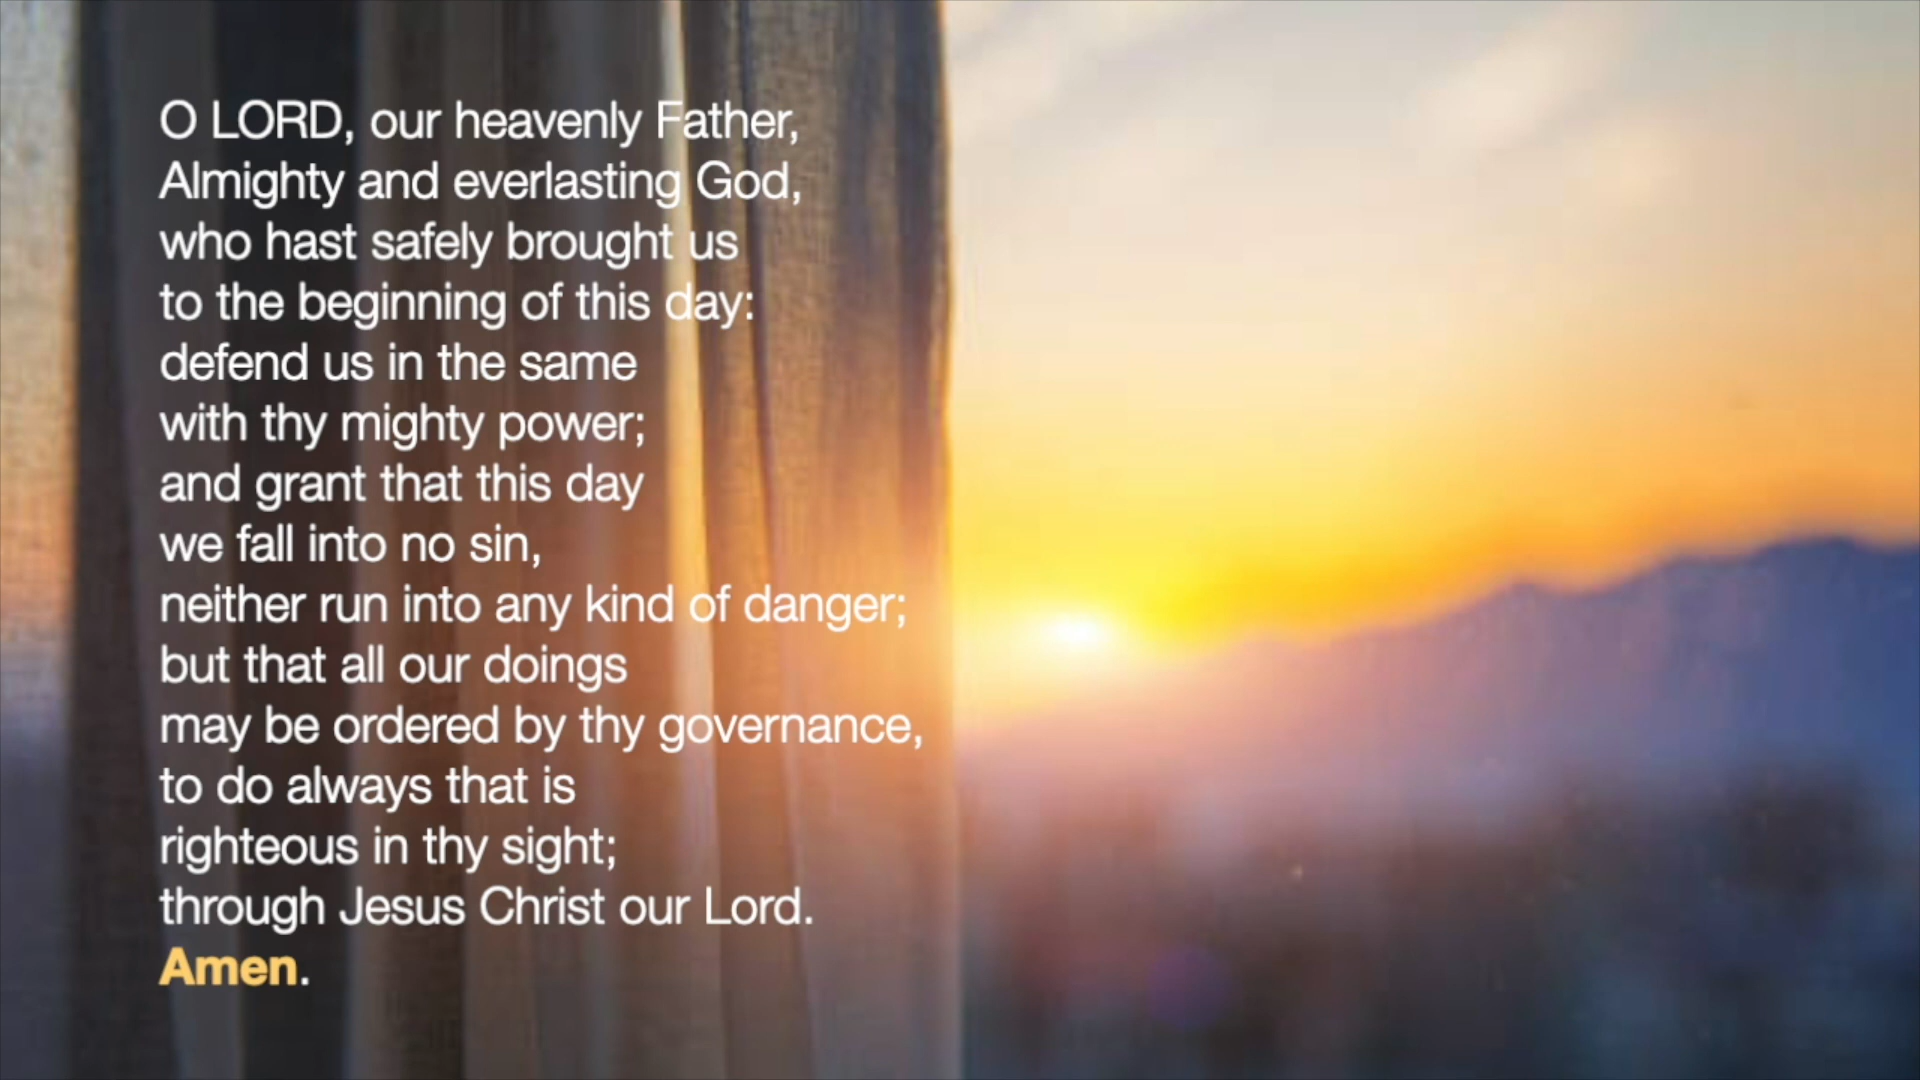 O LORD, our heavenly Father,
Almighty and everlasting God,
who hast safely brought us
to the beginning of this day:
defend us in the same
with thy mighty power;
and grant that this day
we fall into no sin,
neither run into any kind of danger;
but that all our doings
may be ordered by thy governance,
to do always that is
righteous in thy sight;
through Jesus Christ our Lord.
Amen.